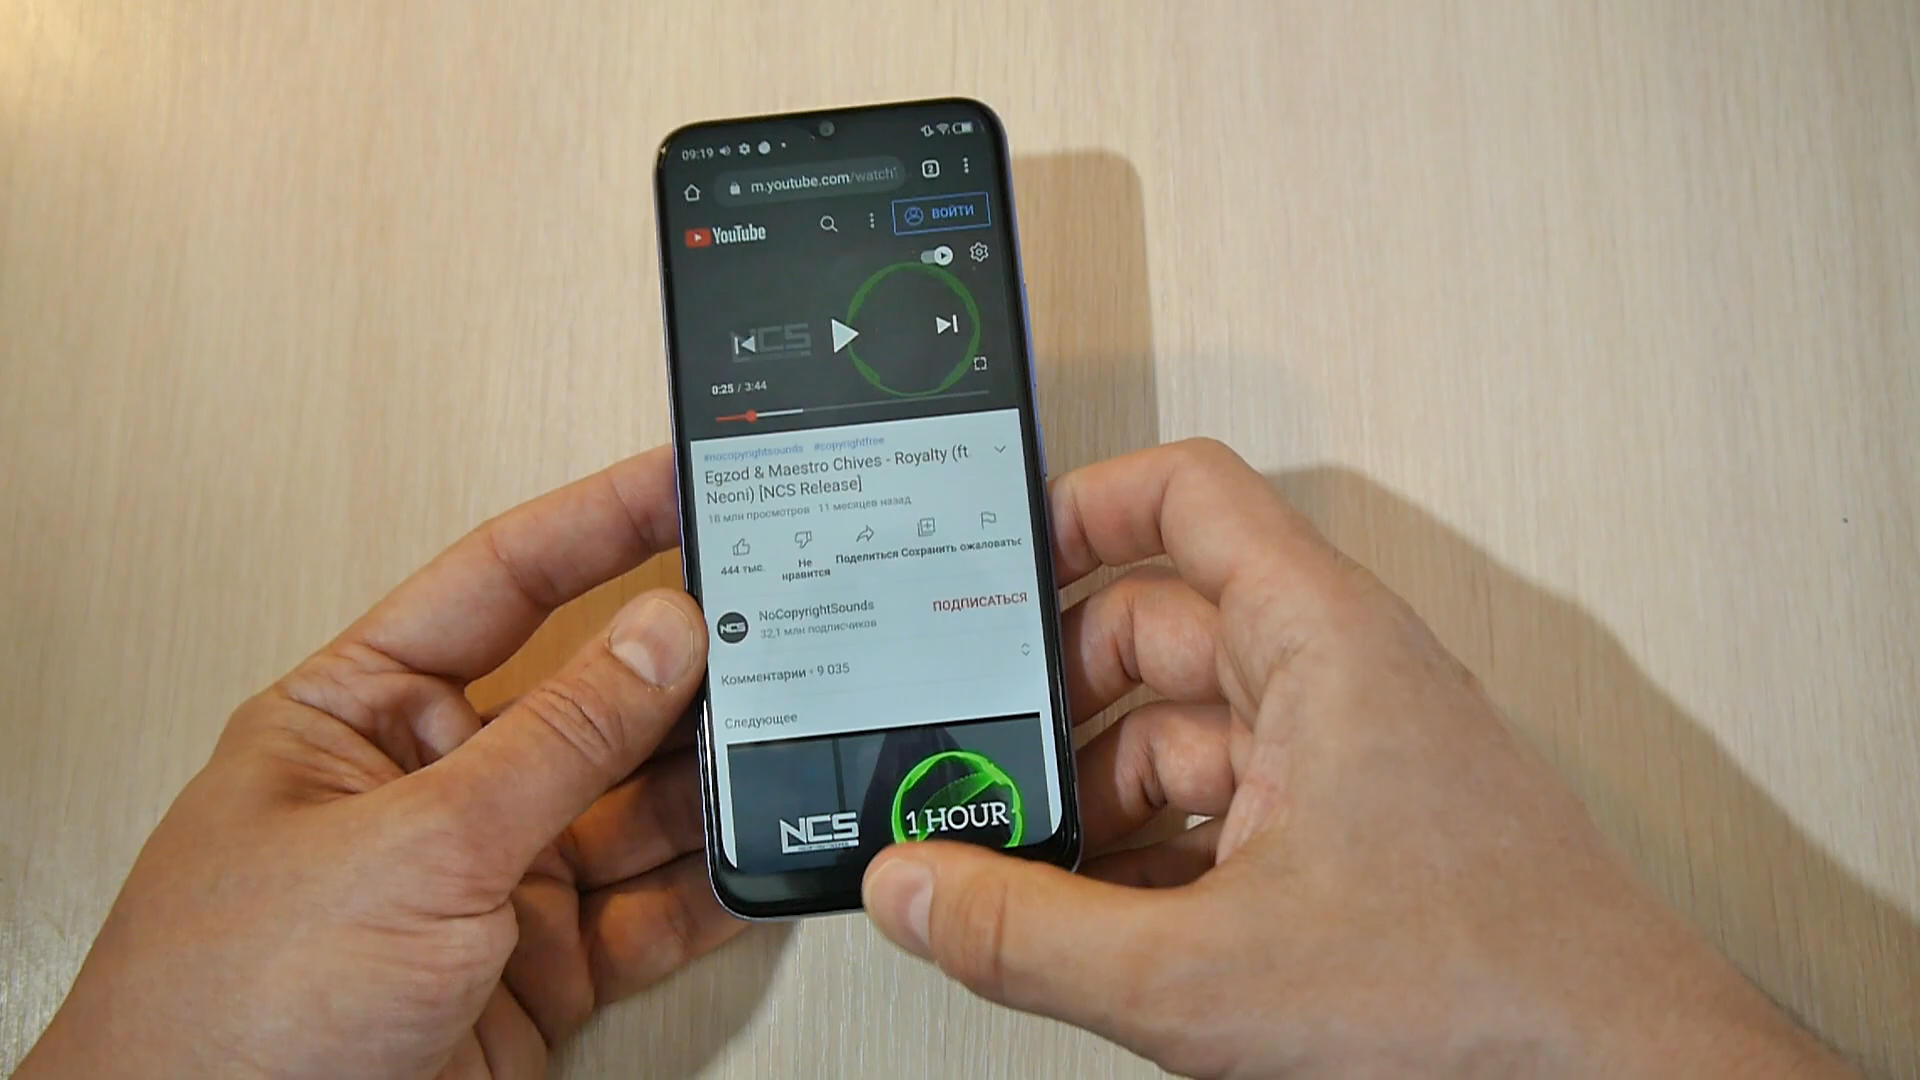 09:19
m.youtube.com/watch?
2
YouTube
ВОЙТИ
NCS
0:25 / 3:44
#nocopyrightsounds #copyrightfree
Egzod & Maestro Chives - Royalty (ft.
Neoni) [NCS Release]
18 млн просмотров 11 месяцев назад
444 тыс.
Не
нравится
Поделиться
Сохранить
ожаловатьс
NCS
NoCopyrightSounds
32,1 млн подписчиков
ПОДПИСАТЬСЯ
Комментарии • 9 035
Следующее
NCS
1 HOUR